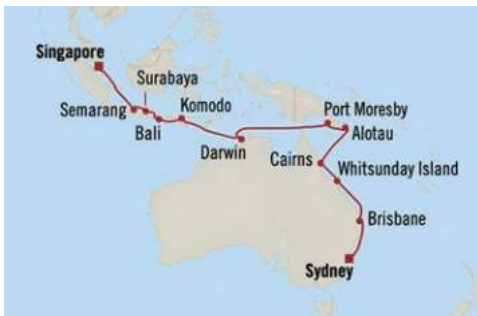 Singapore
Surabaya
Semarang
Komodo
Bali
Port Moresby
Alotau
Darwin
Cairns
Whitsunday Island
Brisbane
Sydney